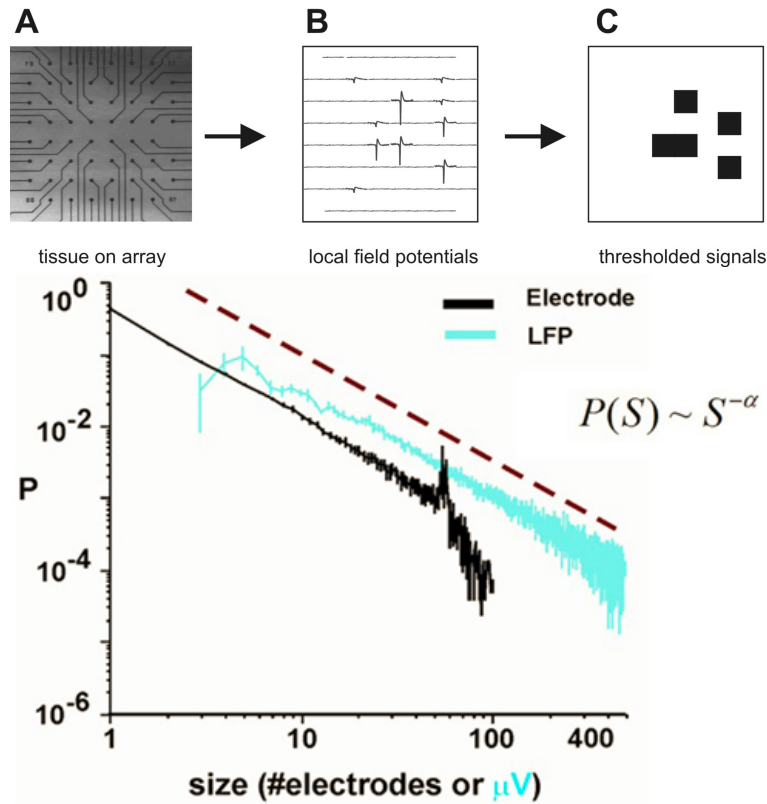 A
B
C
tissue on array
local field potentials
thresholded signals
Electrode
LFP
P(S) ~ S^{-α}
10^0
10^{-2}
10^{-4}
10^{-6}
P
1
10
100
400
size (#electrodes or μV)